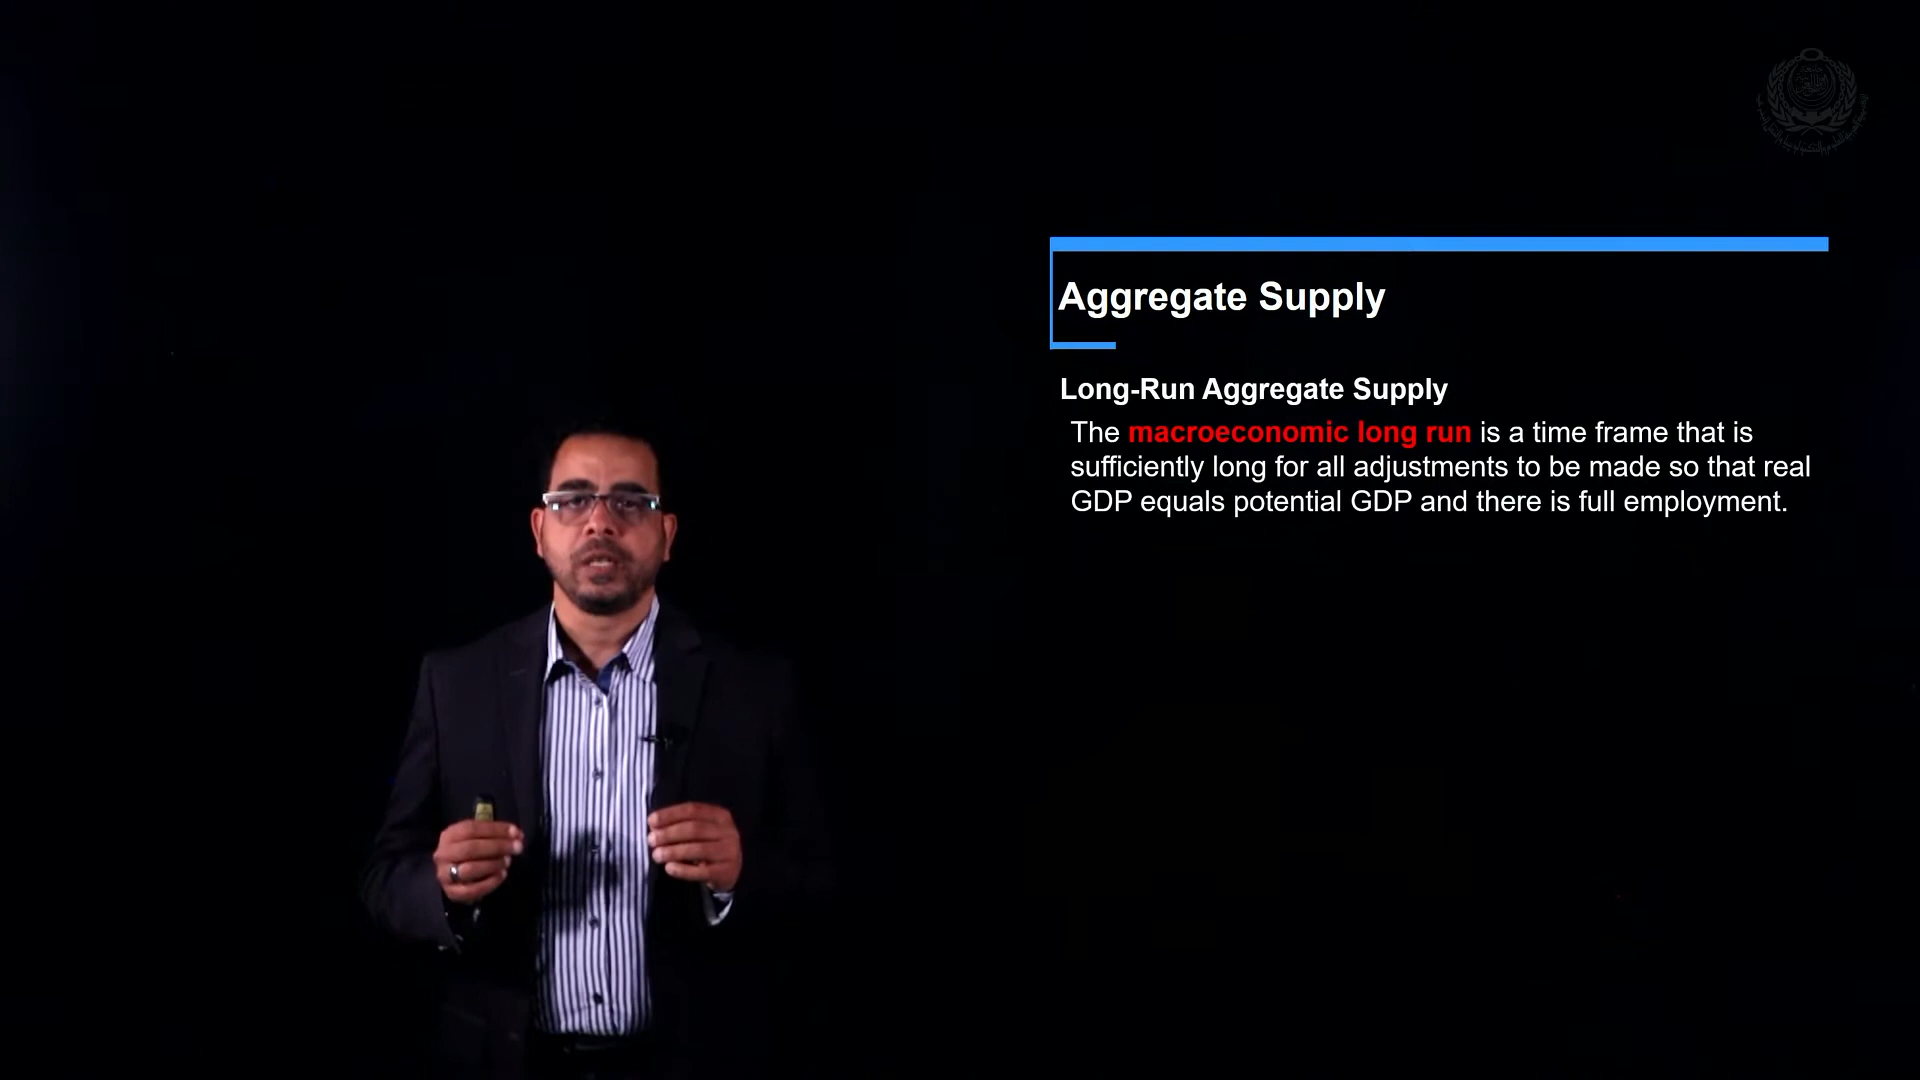 Aggregate Supply
Long-Run Aggregate Supply
The macroeconomic long run is a time frame that is
sufficiently long for all adjustments to be made so that real
GDP equals potential GDP and there is full employment.